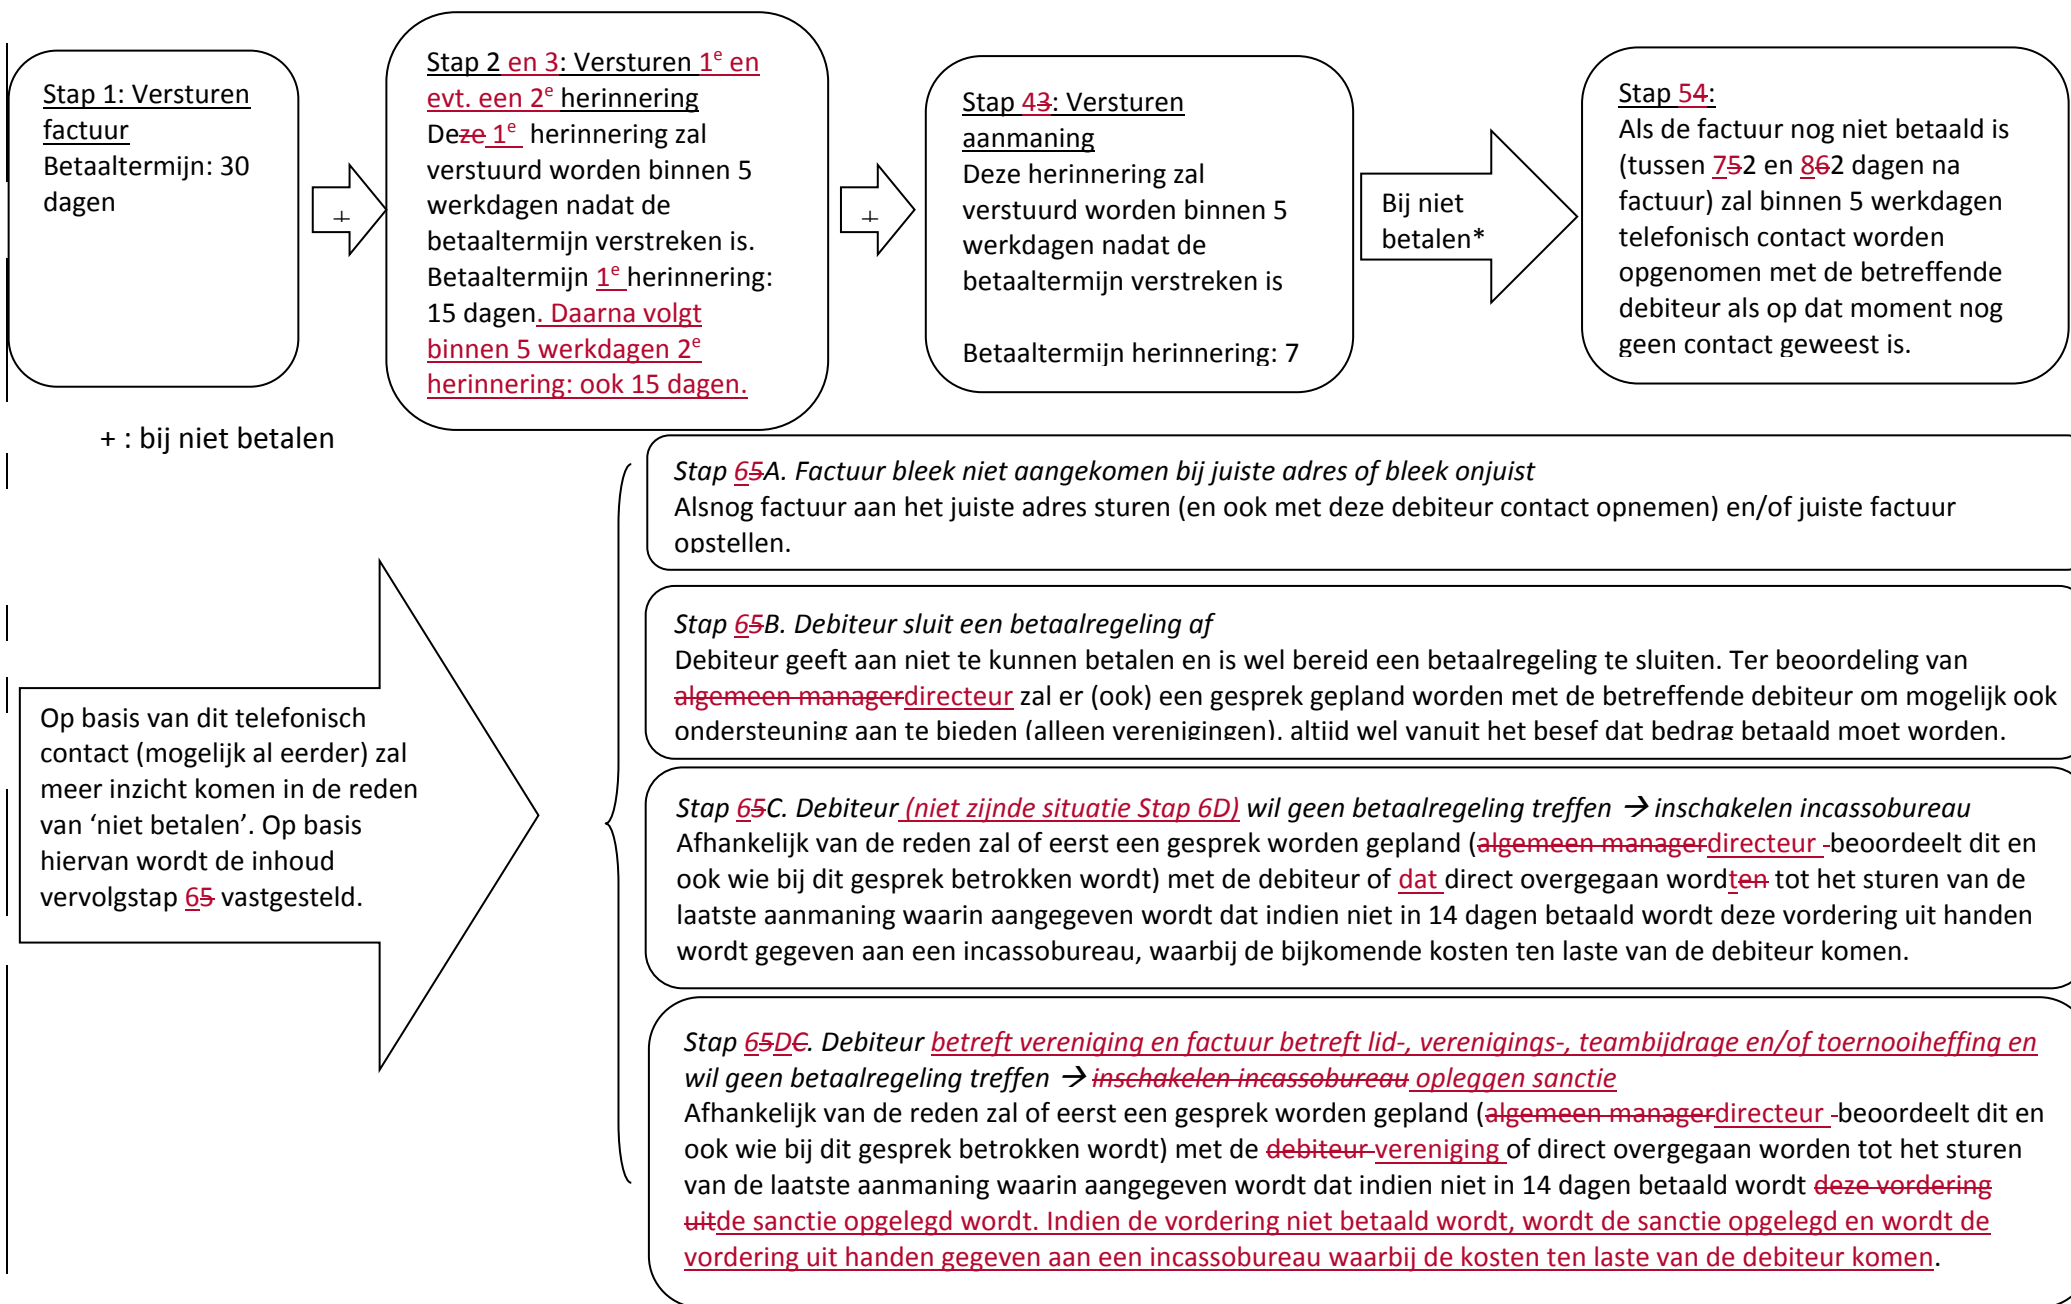 Stap 1: Versturen
factuur
Betaaltermijn: 30
dagen
+
Stap 2 en 3: Versturen 1e en
evt. een 2e herinnering
Deze 1e herinnering zal
verstuurd worden binnen 5
werkdagen nadat de
betaaltermijn verstreken is.
Betaaltermijn 1e herinnering:
15 dagen. Daarna volgt
binnen 5 werkdagen 2e
herinnering: ook 15 dagen.
+
Stap 43: Versturen
aanmaning
Deze herinnering zal
verstuurd worden binnen 5
werkdagen nadat de
betaaltermijn verstreken is
Betaaltermijn herinnering: 7
Bij niet
betalen*
Stap 54:
Als de factuur nog niet betaald is
(tussen 752 en 862 dagen na
factuur) zal binnen 5 werkdagen
telefonisch contact worden
opgenomen met de betreffende
debiteur als op dat moment nog
geen contact geweest is.
+ : bij niet betalen
Op basis van dit telefonisch
contact (mogelijk al eerder) zal
meer inzicht komen in de reden
van ‘niet betalen’. Op basis
hiervan wordt de inhoud
vervolgstap 65 vastgesteld.
Stap 65A. Factuur bleek niet aangekomen bij juiste adres of bleek onjuist
Alsnog factuur aan het juiste adres sturen (en ook met deze debiteur contact opnemen) en/of juiste factuur
opstellen.
Stap 65B. Debiteur sluit een betaalregeling af
Debiteur geeft aan niet te kunnen betalen en is wel bereid een betaalregeling te sluiten. Ter beoordeling van
algemeen managerdirecteur zal er (ook) een gesprek gepland worden met de betreffende debiteur om mogelijk ook
ondersteuning aan te bieden (alleen verenigingen), altijd wel vanuit het besef dat bedrag betaald moet worden.
Stap 65C. Debiteur (niet zijnde situatie Stap 6D) wil geen betaalregeling treffen → inschakelen incassobureau
Afhankelijk van de reden zal of eerst een gesprek worden gepland (algemeen managerdirecteur -beoordeelt dit en
ook wie bij dit gesprek betrokken wordt) met de debiteur of dat direct overgegaan wordten tot het sturen van de
laatste aanmaning waarin aangegeven wordt dat indien niet in 14 dagen betaald wordt deze vordering uit handen
wordt gegeven aan een incassobureau, waarbij de bijkomende kosten ten laste van de debiteur komen.
Stap 65DC. Debiteur betreft vereniging en factuur betreft lid-, verenigings-, teambijdrage en/of toernooiheffing en
wil geen betaalregeling treffen → inschakelen incassobureau opleggen sanctie
Afhankelijk van de reden zal of eerst een gesprek worden gepland (algemeen managerdirecteur -beoordeelt dit en
ook wie bij dit gesprek betrokken wordt) met de debiteur vereniging of direct overgegaan worden tot het sturen
van de laatste aanmaning waarin aangegeven wordt dat indien niet in 14 dagen betaald wordt deze vordering
uitde sanctie opgelegd wordt. Indien de vordering niet betaald wordt, wordt de sanctie opgelegd en wordt de
vordering uit handen gegeven aan een incassobureau waarbij de kosten ten laste van de debiteur komen.